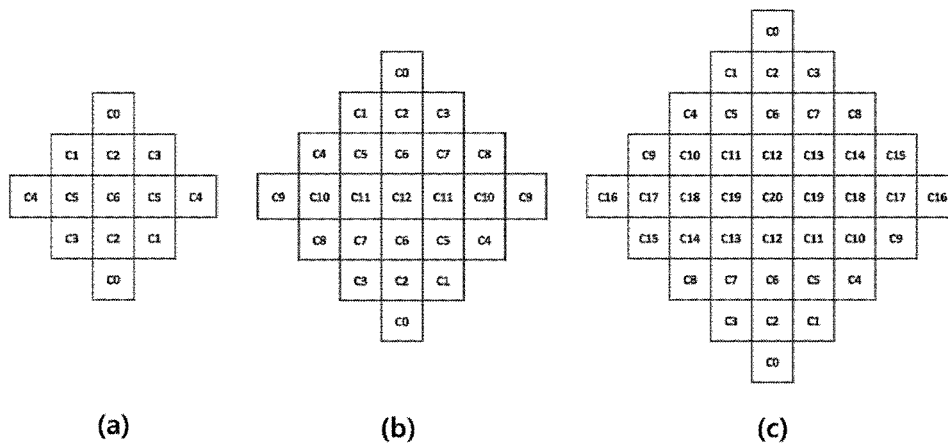 C0
C1 C2 C3
C4 C5 C6 C5 C4
C3 C2 C1
C0
(a)
C0
C1 C2 C3
C4 C5 C6 C7 C8
C9 C10 C11 C12 C11 C10 C9
C8 C7 C6 C5 C4
C3 C2 C1
C0
(b)
C0
C1 C2 C3
C4 C5 C6 C7 C8
C9 C10 C11 C12 C13 C14 C15
C16 C17 C18 C19 C20 C19 C18 C17 C16
C15 C14 C13 C12 C11 C10 C9
C8 C7 C6 C5 C4
C3 C2 C1
C0
(c)